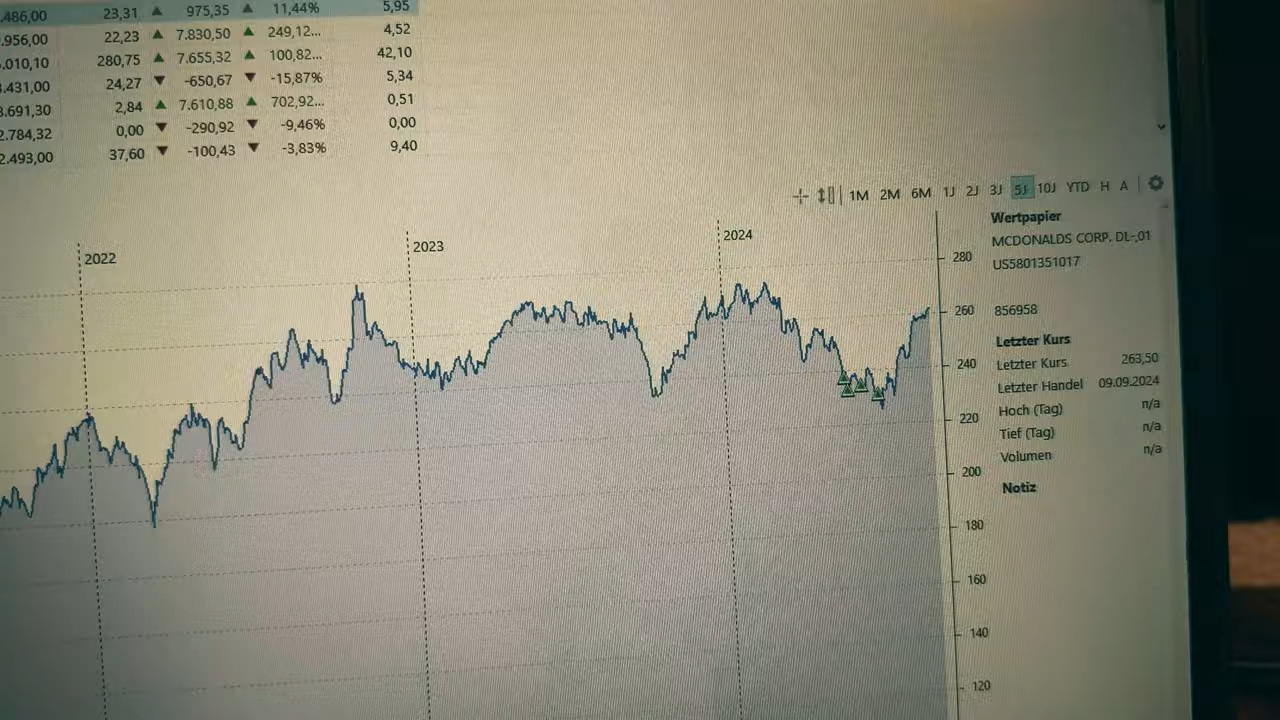 .486,00 23,31 ▲ 975,35 ▲ 11,44% 5,95
.956,00 22,23 ▲ 7.830,50 ▲ 249,12... 4,52
.010,10 280,75 ▲ 7.655,32 ▲ 100,82... 42,10
.431,00 24,27 ▼ -650,67 ▼ -15,87% 5,34
.691,30 2,84 ▲ 7.610,88 ▲ 702,92... 0,51
2.784,32 0,00 ▼ -290,92 ▼ -9,46% 0,00
2.493,00 37,60 ▼ -100,43 ▼ -3,83% 9,40
1M 2M 6M 1J 2J 3J 5J 10J YTD H A
2022 2023 2024
280
260
240
220
200
180
160
140
120
Wertpapier
MCDONALDS CORP. DL-,01
US5801351017
856958
Letzter Kurs
Letzter Kurs 263,50
Letzter Handel 09.09.2024
Hoch (Tag) n/a
Tief (Tag) n/a
Volumen n/a
Notiz